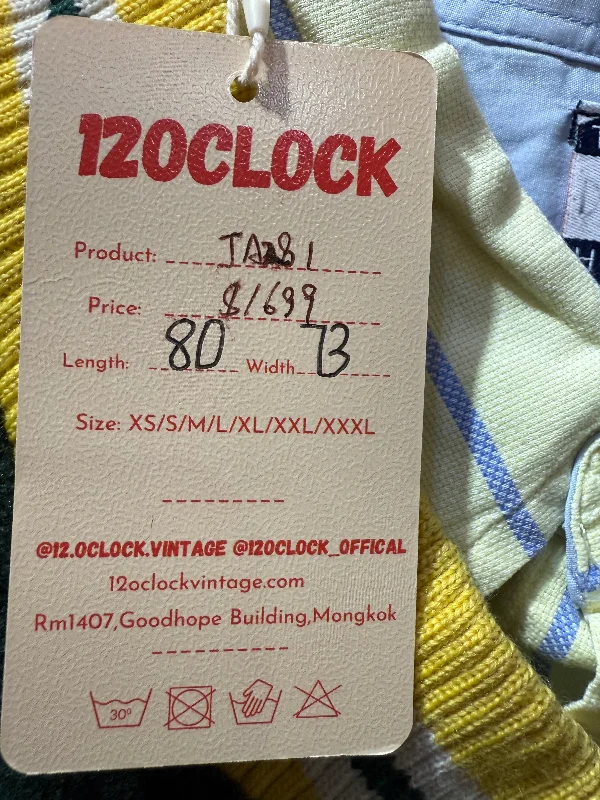 12OCLOCK
Product: JA281
Price: $1699
Length: 80 Width 73
Size: XS/S/M/L/XL/XXL/XXXL
@12.OCLOCK.VINTAGE @12OCLOCK_OFFICAL
12oclockvintage.com
Rm1407,Goodhope Building,Mongkok
30°